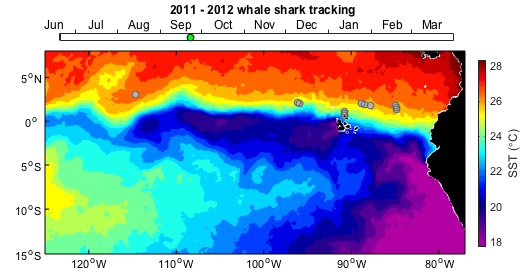 2011 - 2012 whale shark tracking
Jun Jul Aug Sep Oct Nov Dec Jan Feb Mar
5°N
0°
5°S
10°S
15°S
120°W 110°W 100°W 90°W 80°W
28
26
24
22
20
18
SST (°C)